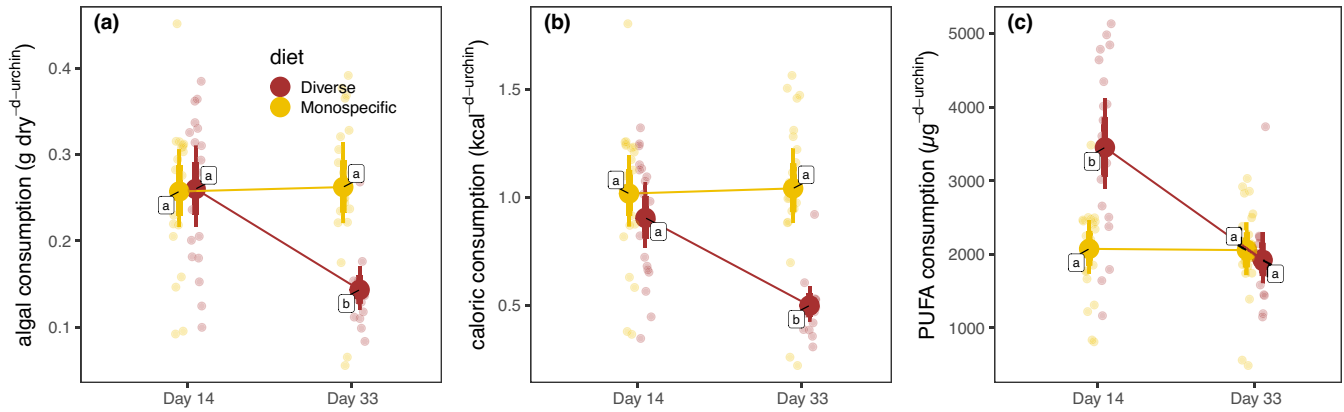 (a)
algal consumption (g dry⁻ᵈ⁻ᵘʳᶜʰⁱⁿ)
0.4
0.3
0.2
0.1
diet
Diverse
Monospecific
a
a
a
b
Day 14
Day 33
(b)
caloric consumption (kcal⁻ᵈ⁻ᵘʳᶜʰⁱⁿ)
1.5
1.0
0.5
a
a
a
b
Day 14
Day 33
(c)
PUFA consumption (μg⁻ᵈ⁻ᵘʳᶜʰⁱⁿ)
5000
4000
3000
2000
1000
b
a
a
a
Day 14
Day 33